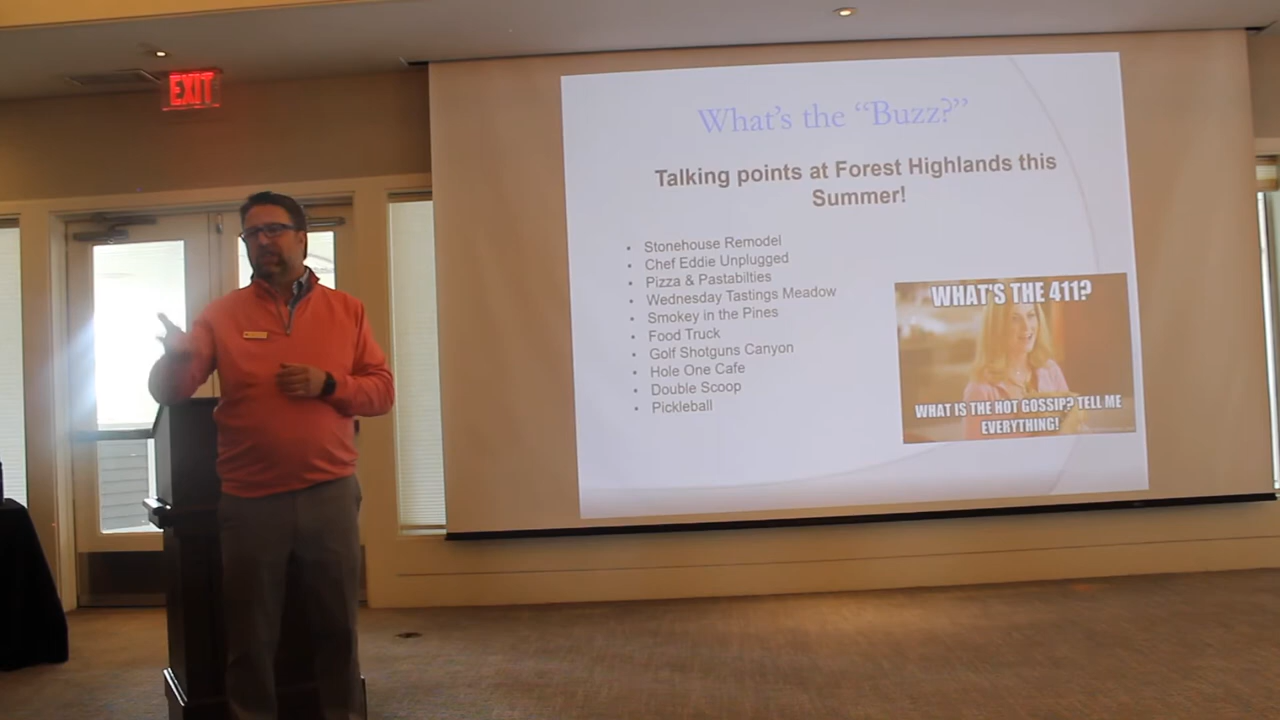 EXIT
What's the “Buzz?”
Talking points at Forest Highlands this
Summer!
• Stonehouse Remodel
• Chef Eddie Unplugged
• Pizza & Pastabilties
• Wednesday Tastings Meadow
• Smokey in the Pines
• Food Truck
• Golf Shotguns Canyon
• Hole One Cafe
• Double Scoop
• Pickleball
WHAT'S THE 411?
WHAT IS THE HOT GOSSIP? TELL ME
EVERYTHING!